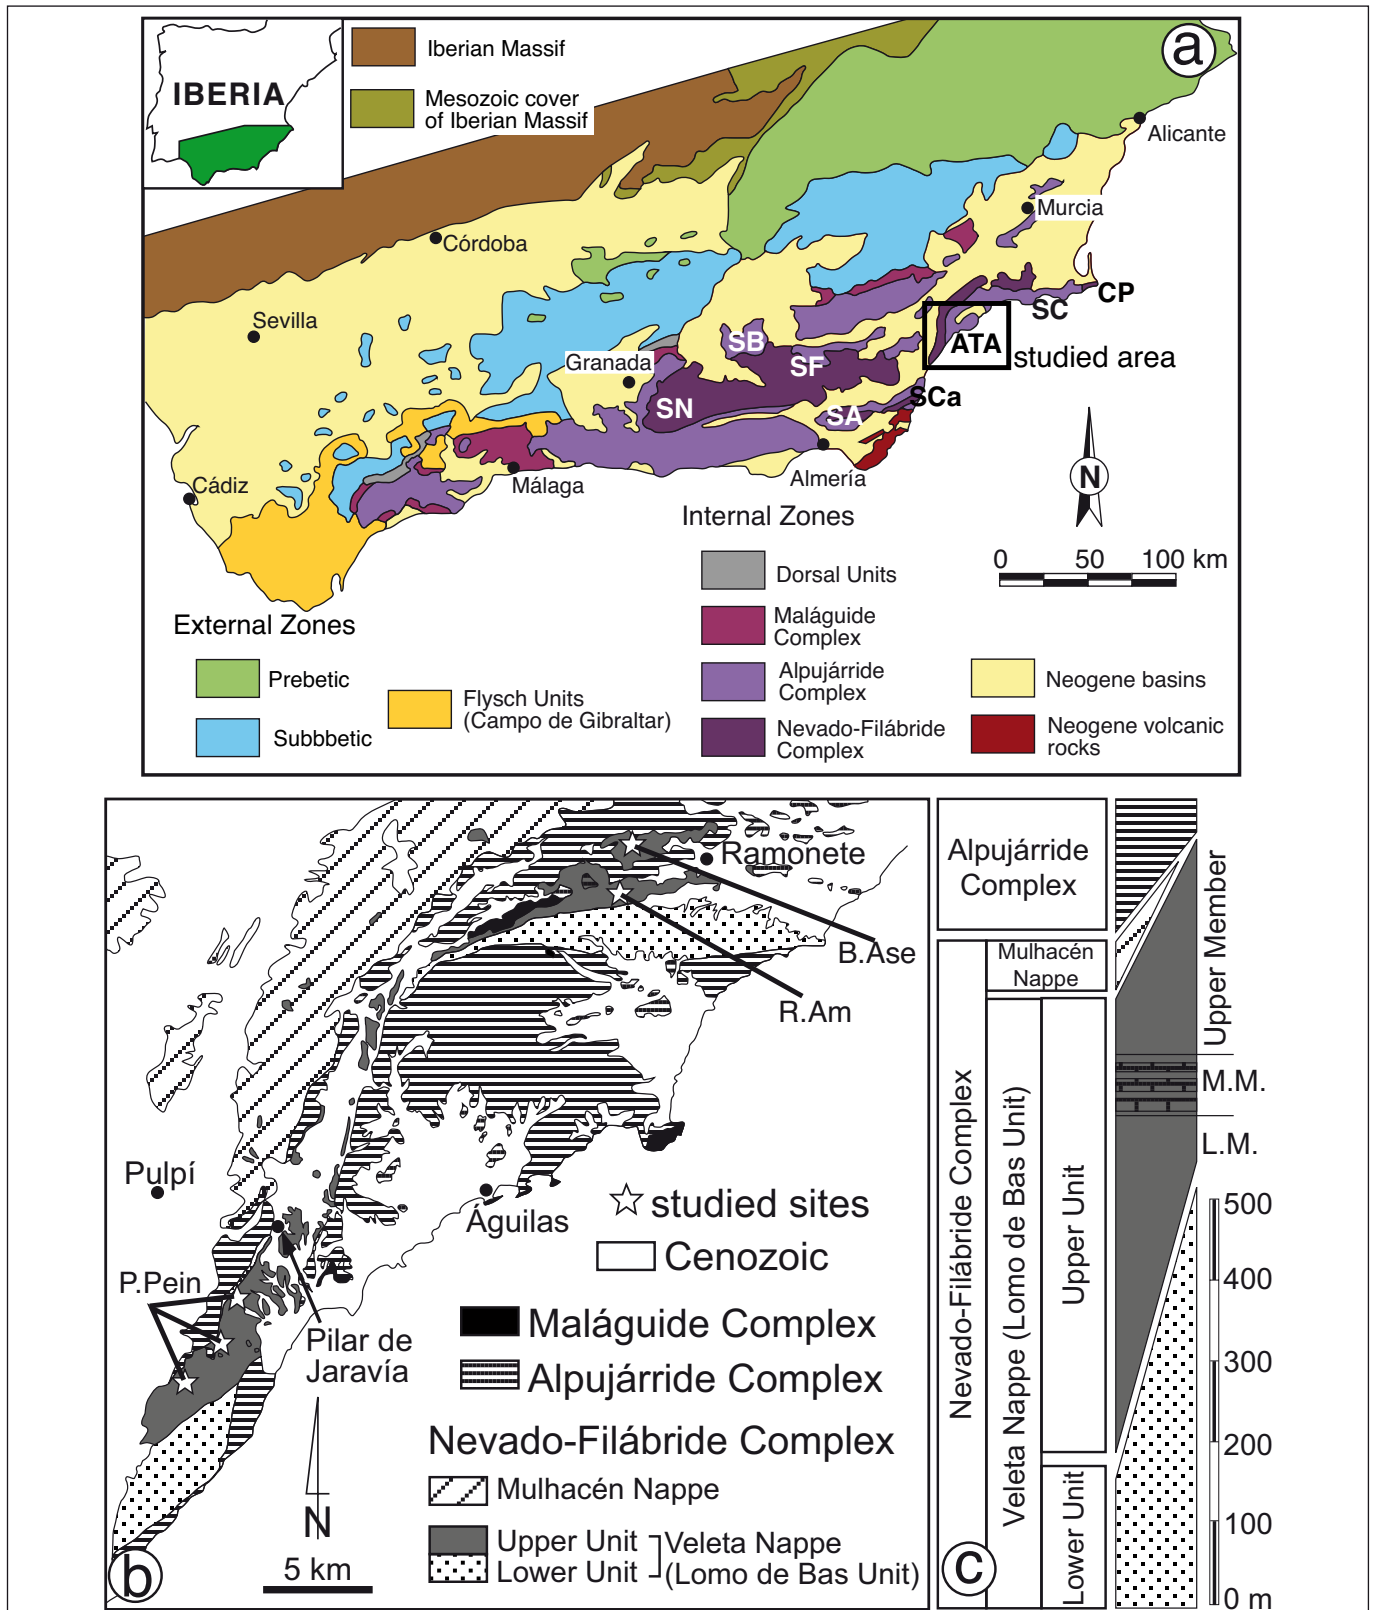 IBERIA
Iberian Massif
Mesozoic cover
of Iberian Massif
a
Alicante
Murcia
Córdoba
Sevilla
CP
SC
SB
ATA
studied area
Granada
SF
SCa
SN
SA
Cádiz
Málaga
Almería
N
Internal Zones
0 50 100 km
Dorsal Units
External Zones
Maláguide
Complex
Prebetic
Flysch Units
(Campo de Gibraltar)
Alpujárride
Complex
Neogene basins
Subbbetic
Nevado-Filábride
Complex
Neogene volcanic
rocks
Ramonete
B.Ase
R.Am
Pulpí
Águilas
P.Pein
Pilar de
Jaravía
studied sites
Cenozoic
Maláguide Complex
Alpujárride Complex
Nevado-Filábride Complex
Mulhacén Nappe
Upper Unit
Lower Unit
Veleta Nappe
(Lomo de Bas Unit)
N
5 km
b
Alpujárride
Complex
Mulhacén
Nappe
Nevado-Filábride Complex
Veleta Nappe (Lomo de Bas Unit)
Upper Unit
Lower Unit
Upper Member
M.M.
L.M.
500
400
300
200
100
0 m
c